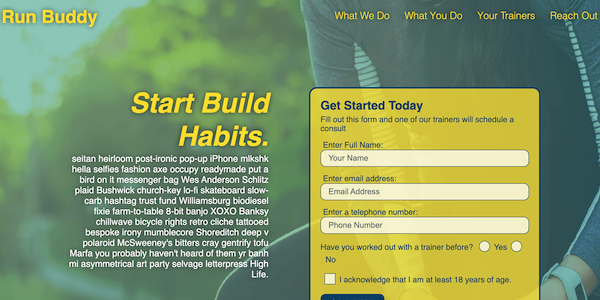 Run Buddy
What We Do What You Do Your Trainers Reach Out
Start Build
Habits.
seitan heirloom post-ironic pop-up iPhone mlkshk
hella selfies fashion axe occupy readymade put a
bird on it messenger bag Wes Anderson Schlitz
plaid Bushwick church-key lo-fi skateboard slow-
carb hashtag trust fund Williamsburg biodiesel
fixie farm-to-table 8-bit banjo XOXO Banksy
chillwave bicycle rights retro cliche tattooed
bespoke irony mumblecore Shoreditch deep v
polaroid McSweeney's bitters cray gentrify tofu
Marfa you probably haven't heard of them yr banh
mi asymmetrical art party selvage letterpress High
Life.
Get Started Today
Fill out this form and one of our trainers will schedule a
consult
Enter Full Name:
Your Name
Enter email address:
Email Address
Enter a telephone number:
Phone Number
Have you worked out with a trainer before? Yes
No
I acknowledge that I am at least 18 years of age.